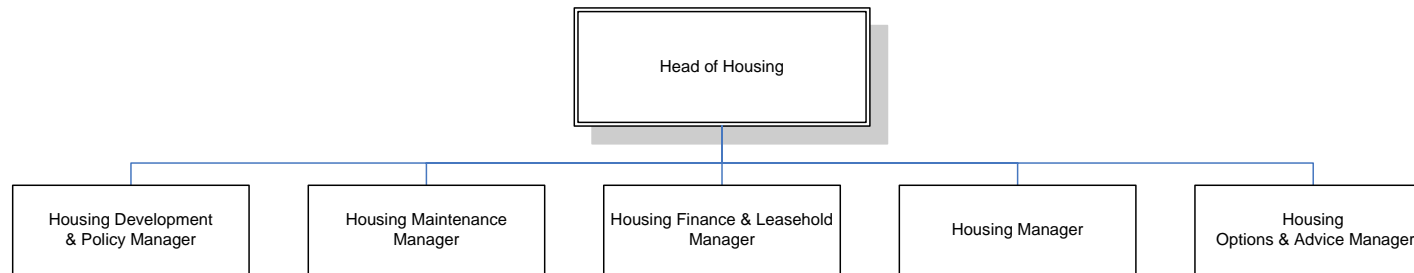 Head of Housing
Housing Development
& Policy Manager
Housing Maintenance
Manager
Housing Finance & Leasehold
Manager
Housing Manager
Housing
Options & Advice Manager